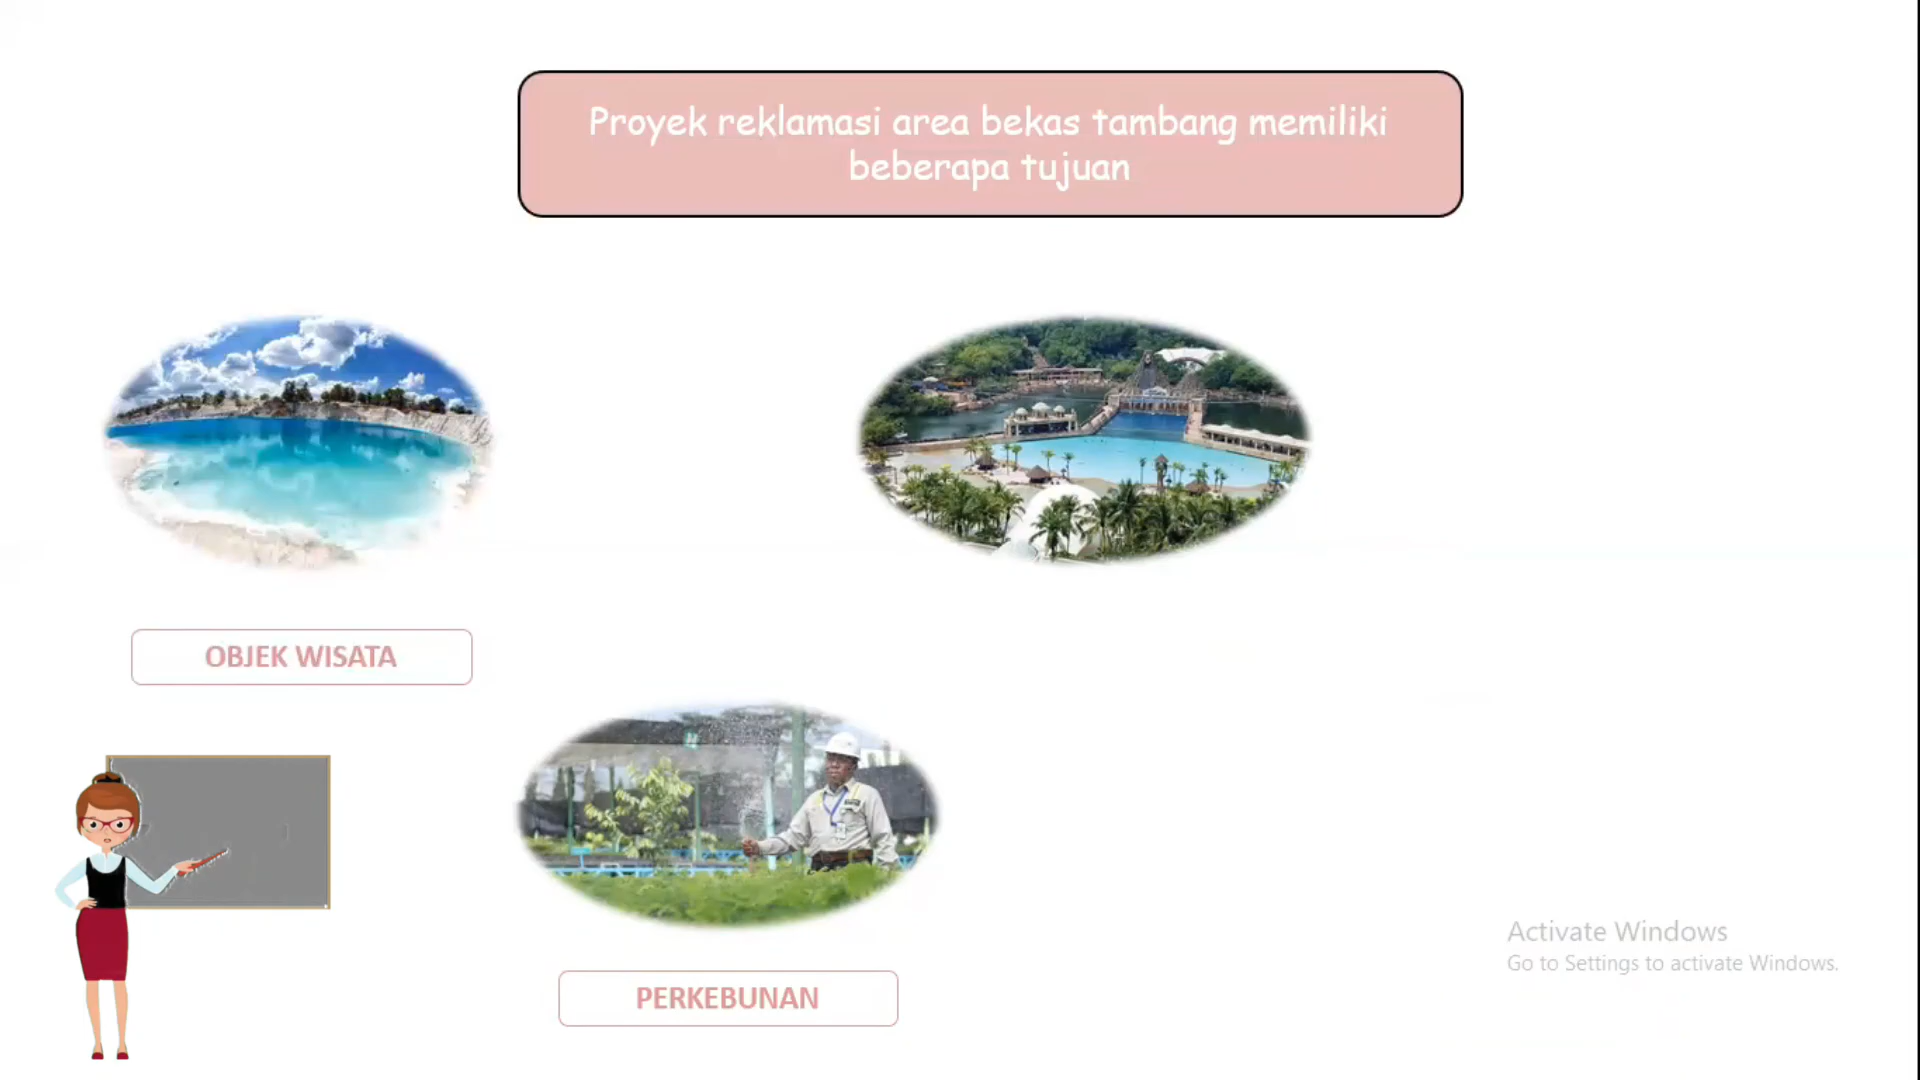 Proyek reklamasi area bekas tambang memiliki
beberapa tujuan
OBJEK WISATA
PERKEBUNAN
Activate Windows
Go to Settings to activate Windows.